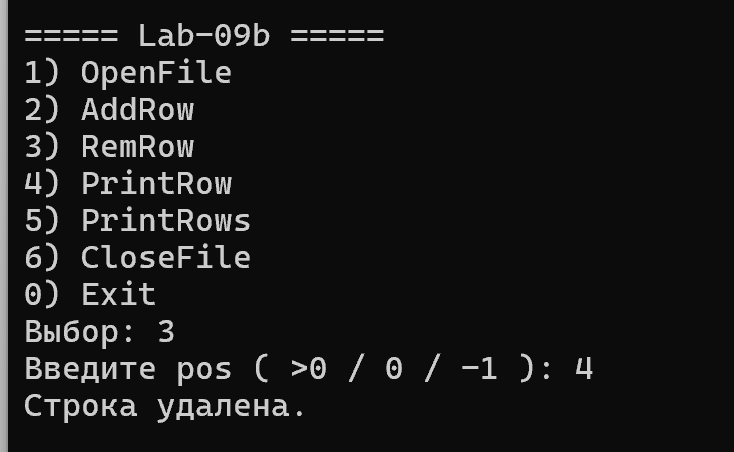 ===== Lab-09b =====
1) OpenFile
2) AddRow
3) RemRow
4) PrintRow
5) PrintRows
6) CloseFile
0) Exit
Выбор: 3
Введите pos ( >0 / 0 / -1 ): 4
Строка удалена.